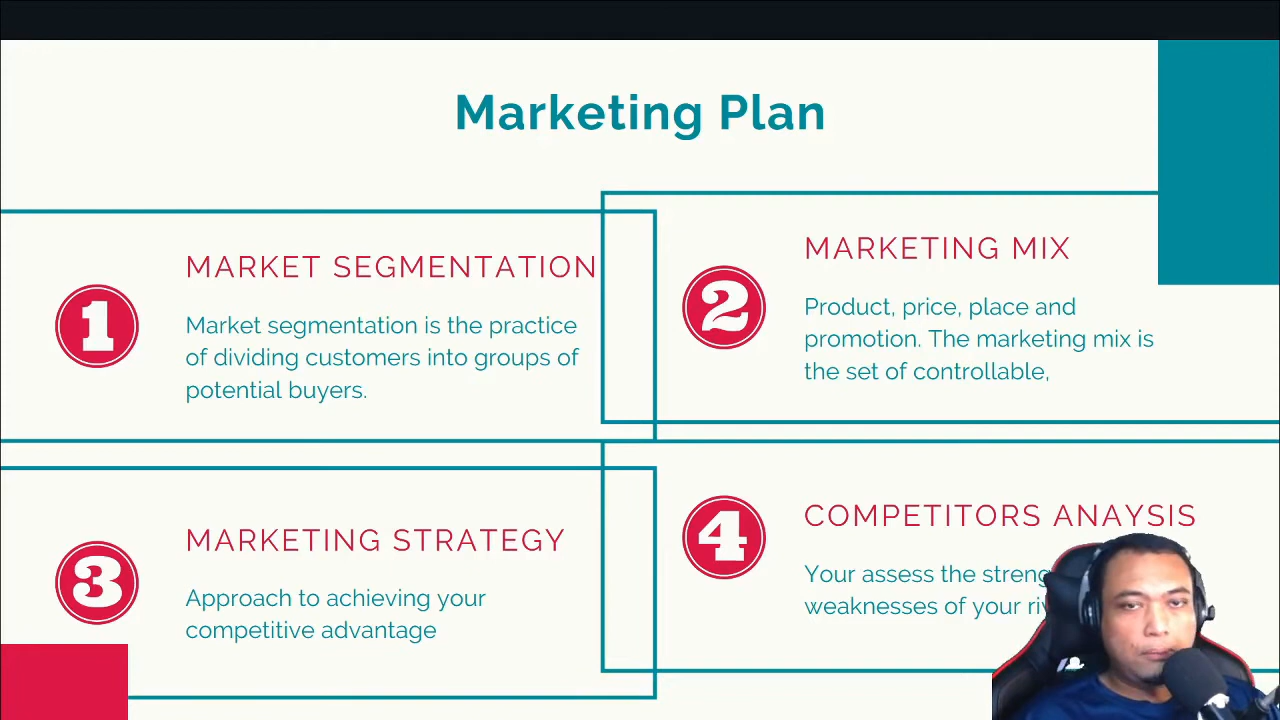 Marketing Plan
1
MARKET SEGMENTATION
Market segmentation is the practice
of dividing customers into groups of
potential buyers.
2
MARKETING MIX
Product, price, place and
promotion. The marketing mix is
the set of controllable,
3
MARKETING STRATEGY
Approach to achieving your
competitive advantage
4
COMPETITORS ANAYSIS
Your assess the
weaknesses of your